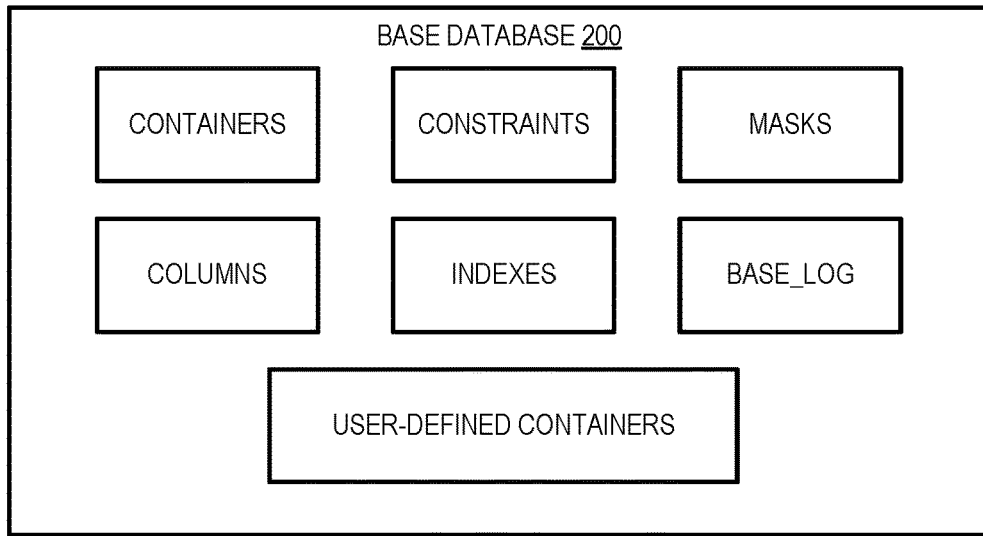 BASE DATABASE 200
CONTAINERS
CONSTRAINTS
MASKS
COLUMNS
INDEXES
BASE_LOG
USER-DEFINED CONTAINERS